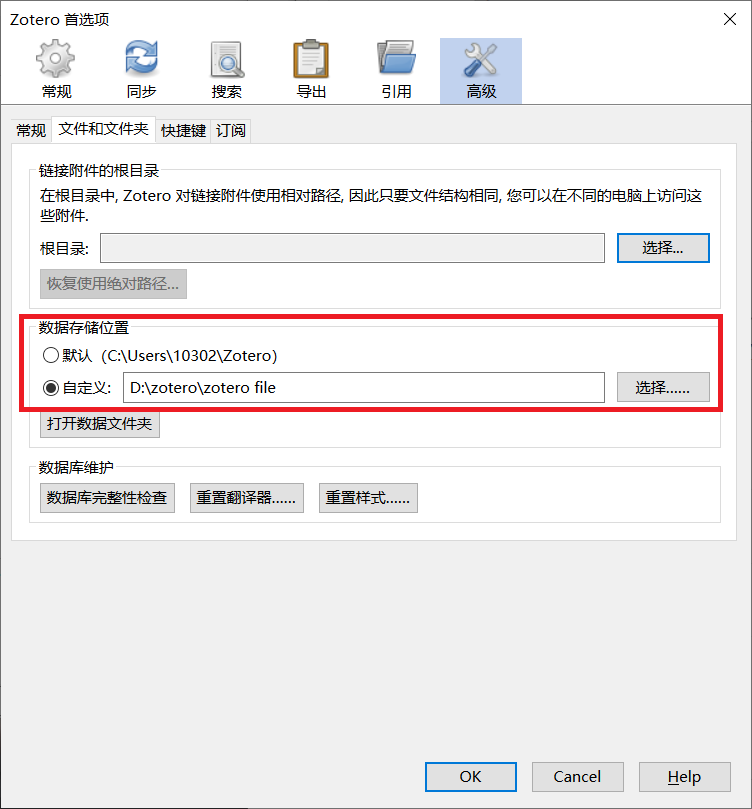 Zotero 首选项
常规 同步 搜索 导出 引用 高级
常规 文件和文件夹 快捷键 订阅
链接附件的根目录
在根目录中, Zotero 对链接附件使用相对路径, 因此只要文件结构相同, 您可以在不同的电脑上访问这
些附件.
根目录: 选择...
恢复使用绝对路径...
数据存储位置
默认（C:\Users\10302\Zotero）
自定义: D:\zotero\zotero file 选择......
打开数据文件夹
数据库维护
数据库完整性检查 重置翻译器...... 重置样式......
OK Cancel Help